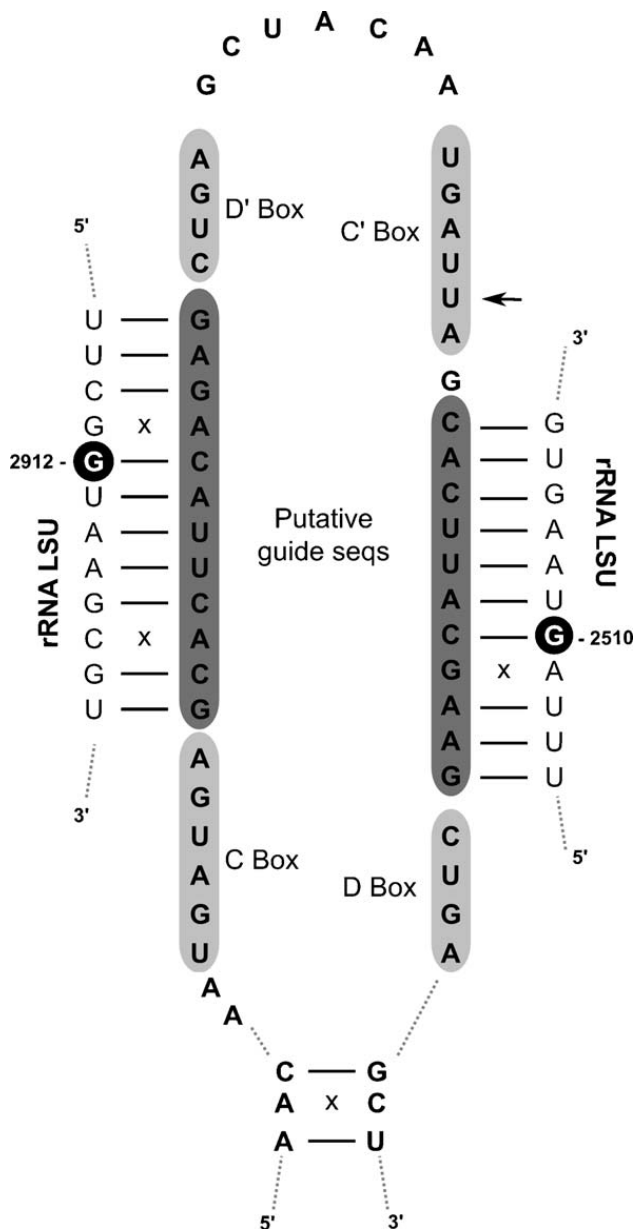 G C U A C A A
A U
G D' Box G
5' U C' Box A
C U
U G U
U A A 3'
C G G
G x A C G
2912 - G C A U
U A Putative C G
A U guide seqs U A
A U U A
rRNA LSU
rRNA LSU
G C A U
C x A C G - 2510
G C G x A
U G A U
A A U
3' G G U
U C 5'
A C Box D Box U
G G
U A
A
A
C G
A x C
A U
5' 3'